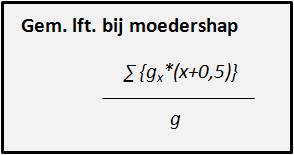 Gem. lft. bij moedershap
∑ {gₓ*(x+0,5)}
g